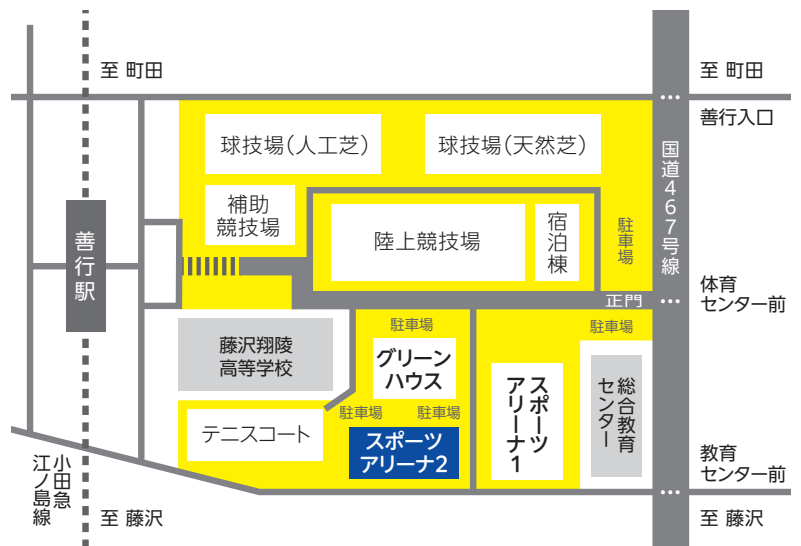 至 町田
至 町田
善行入口
球技場(人工芝)
球技場(天然芝)
国道467号線
補助
競技場
陸上競技場
宿泊棟
駐車場
善行駅
正門
体育
センター前
駐車場
駐車場
藤沢翔陵
高等学校
グリーン
ハウス
スポーツ
アリーナ1
総合教育
センター
駐車場
駐車場
テニスコート
スポーツ
アリーナ2
教育
センター前
小田急
江ノ島線
至 藤沢
至 藤沢